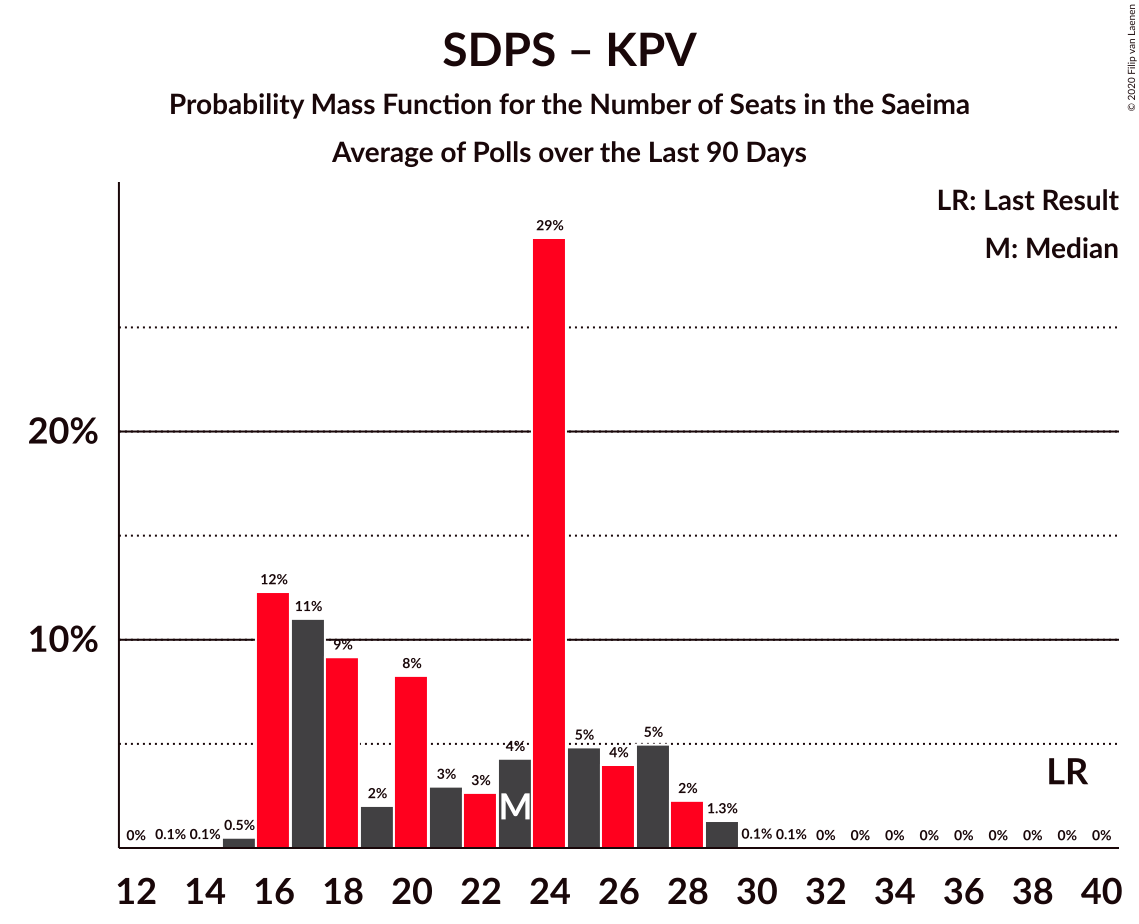 SDPS – KPV
Probability Mass Function for the Number of Seats in the Saeima
Average of Polls over the Last 90 Days
© 2020 Filip van Laenen
LR: Last Result
M: Median
20%
10%
0% 0.1% 0.1% 0.5% 12% 11% 9% 2% 8% 3% 3% 4% 29% 5% 4% 5% 2% 1.3% 0.1% 0.1% 0% 0% 0% 0% 0% 0% 0% 0% 0%
M
LR
12 14 16 18 20 22 24 26 28 30 32 34 36 38 40